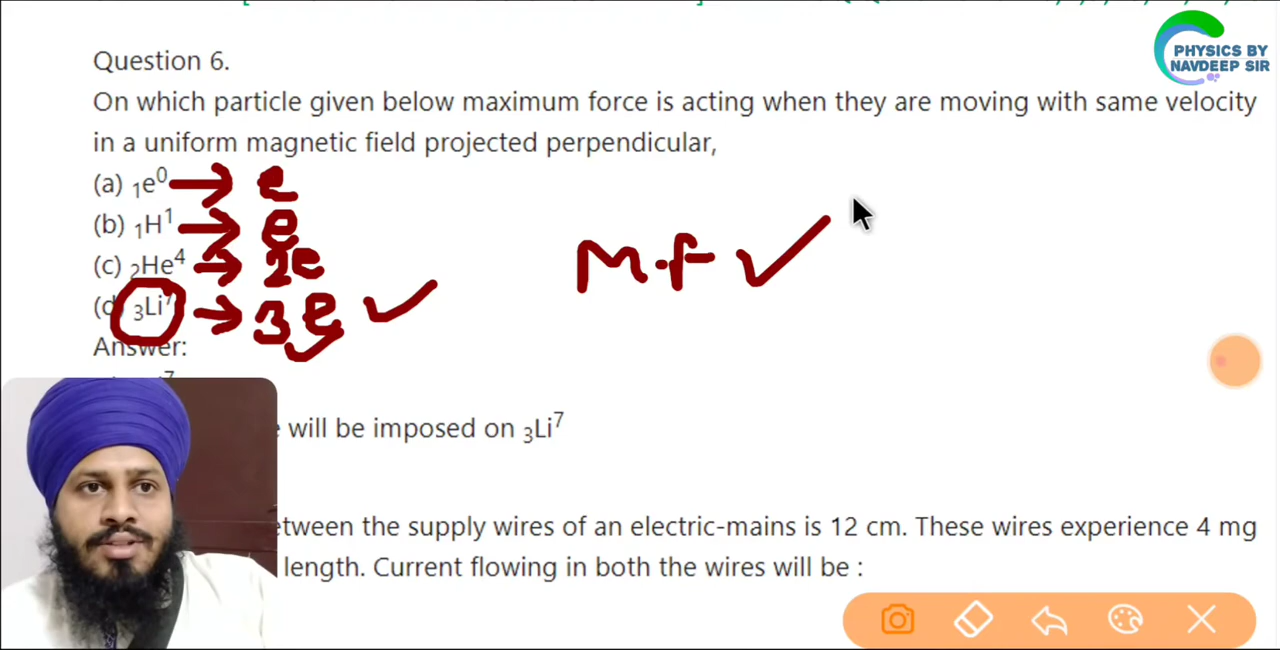 PHYSICS BY
NAVDEEP SIR
Question 6.
On which particle given below maximum force is acting when they are moving with same velocity
in a uniform magnetic field projected perpendicular,
(a) ₁e⁰ → e
(b) ₁H¹ → e
(c) ₂He⁴ → 2e
(d) ₃Li⁷ → 3e ✓
M.F ✓
Answer:
7
will be imposed on ₃Li⁷
etween the supply wires of an electric-mains is 12 cm. These wires experience 4 mg
length. Current flowing in both the wires will be :